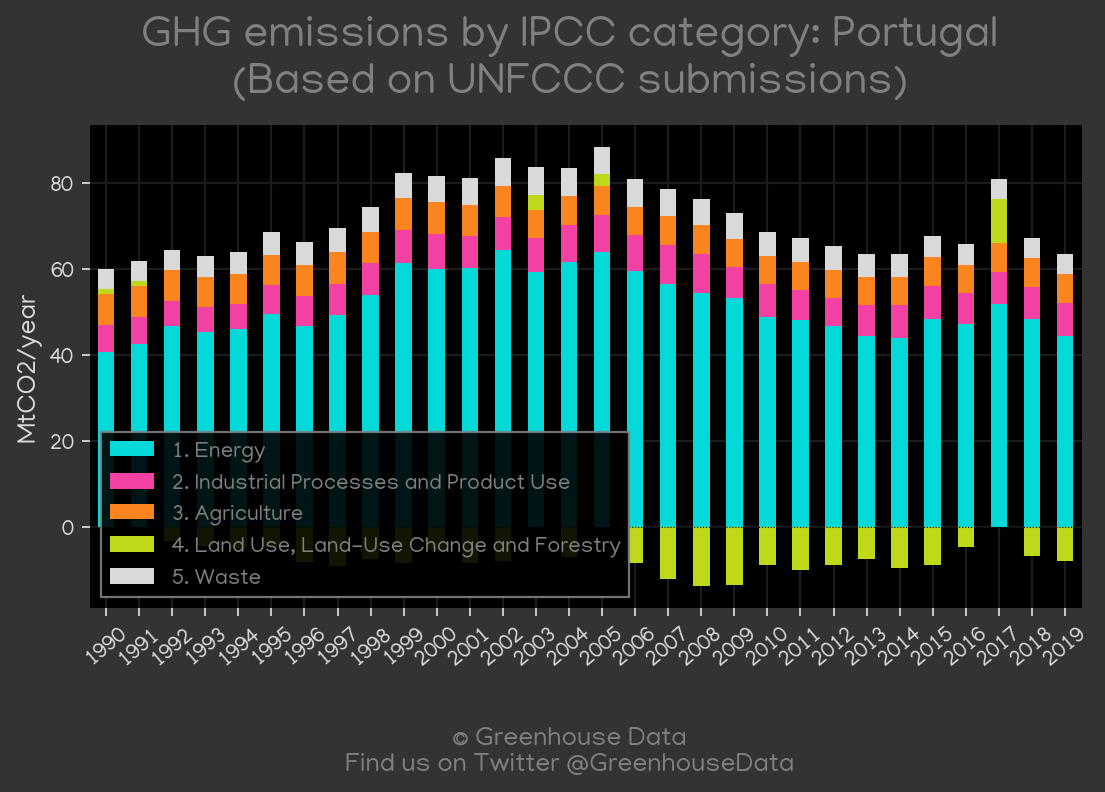 GHG emissions by IPCC category: Portugal
(Based on UNFCCC submissions)
MtCO2/year
80
60
40
20
0
1. Energy
2. Industrial Processes and Product Use
3. Agriculture
4. Land Use, Land-Use Change and Forestry
5. Waste
1990 1991 1992 1993 1994 1995 1996 1997 1998 1999 2000 2001 2002 2003 2004 2005 2006 2007 2008 2009 2010 2011 2012 2013 2014 2015 2016 2017 2018 2019
© Greenhouse Data
Find us on Twitter @GreenhouseData